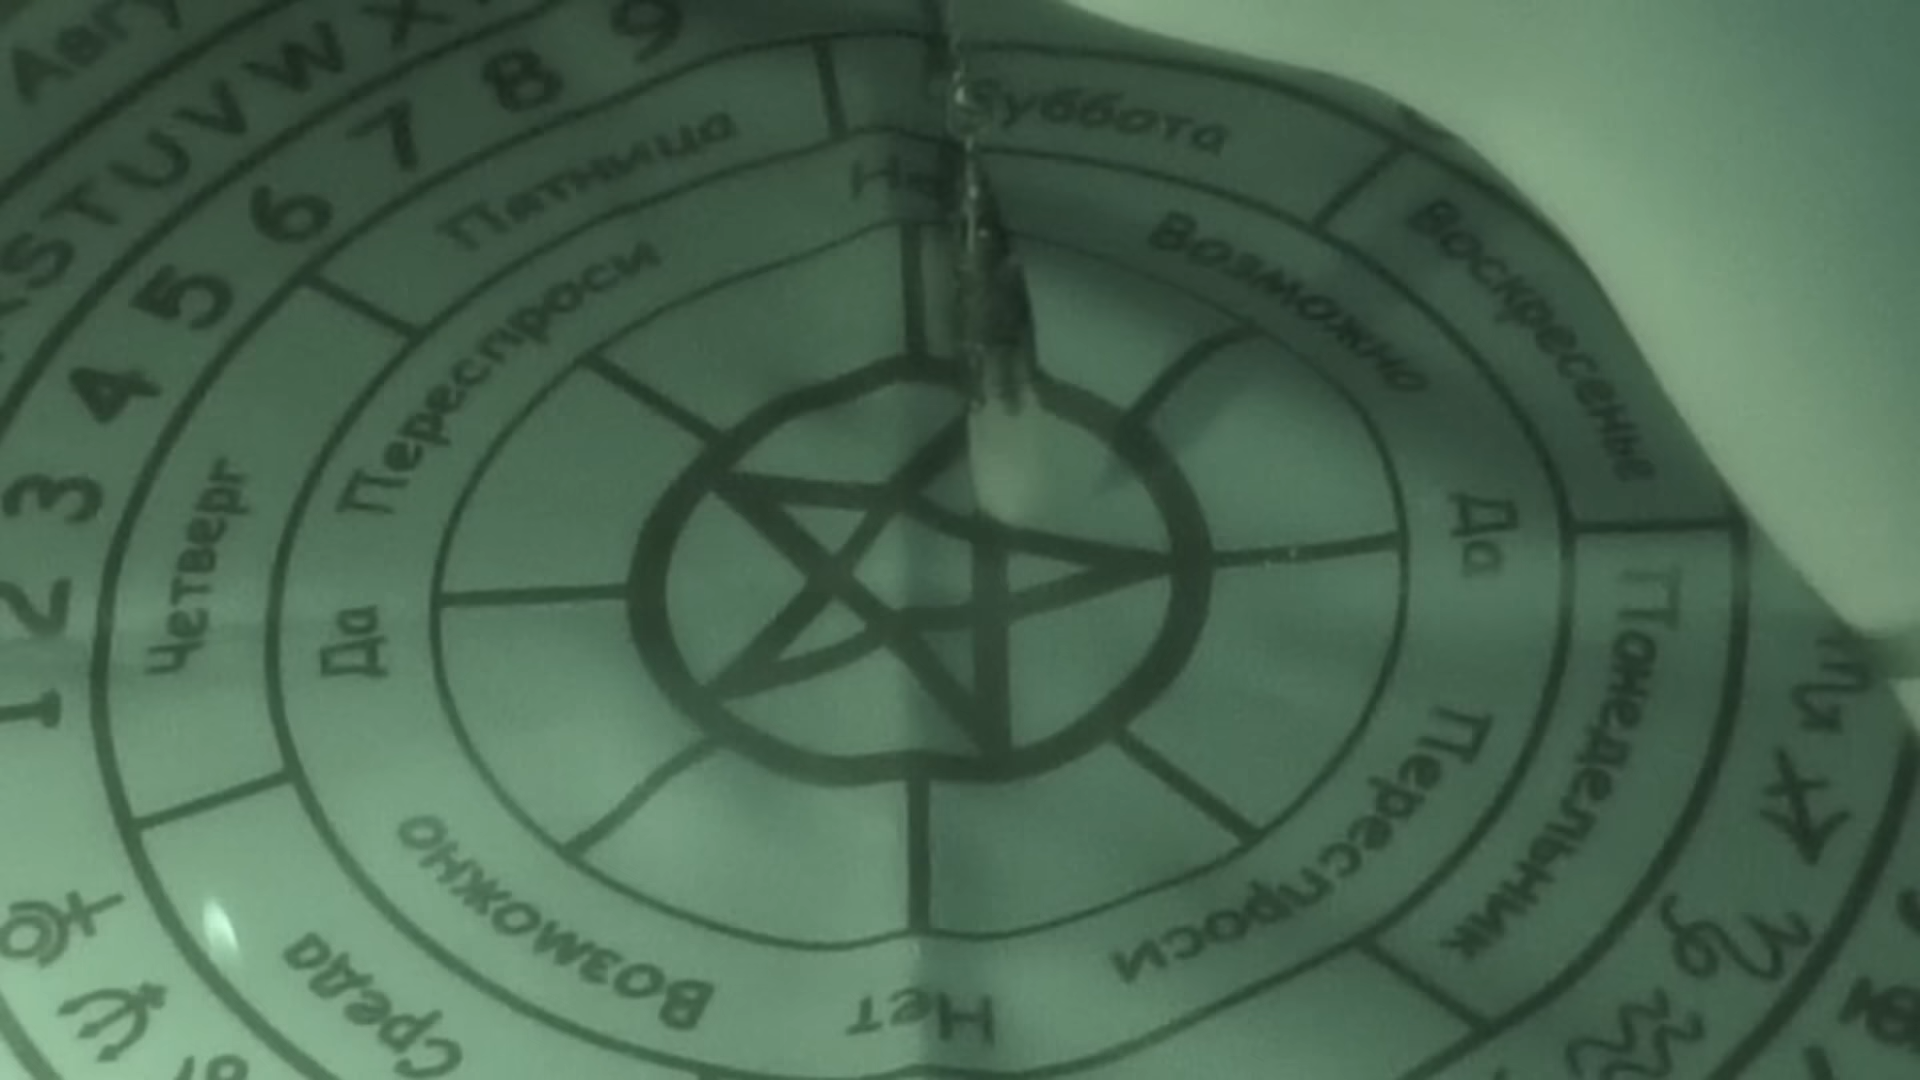 Авгу
STUVWX
1 2 3 4 5 6 7 8 9
Четверг
Пятница
Суббота
Воскресенье
Понедельник
Среда
Да
Переспроси
Возможно
Да
Переспроси
Нет
Возможно